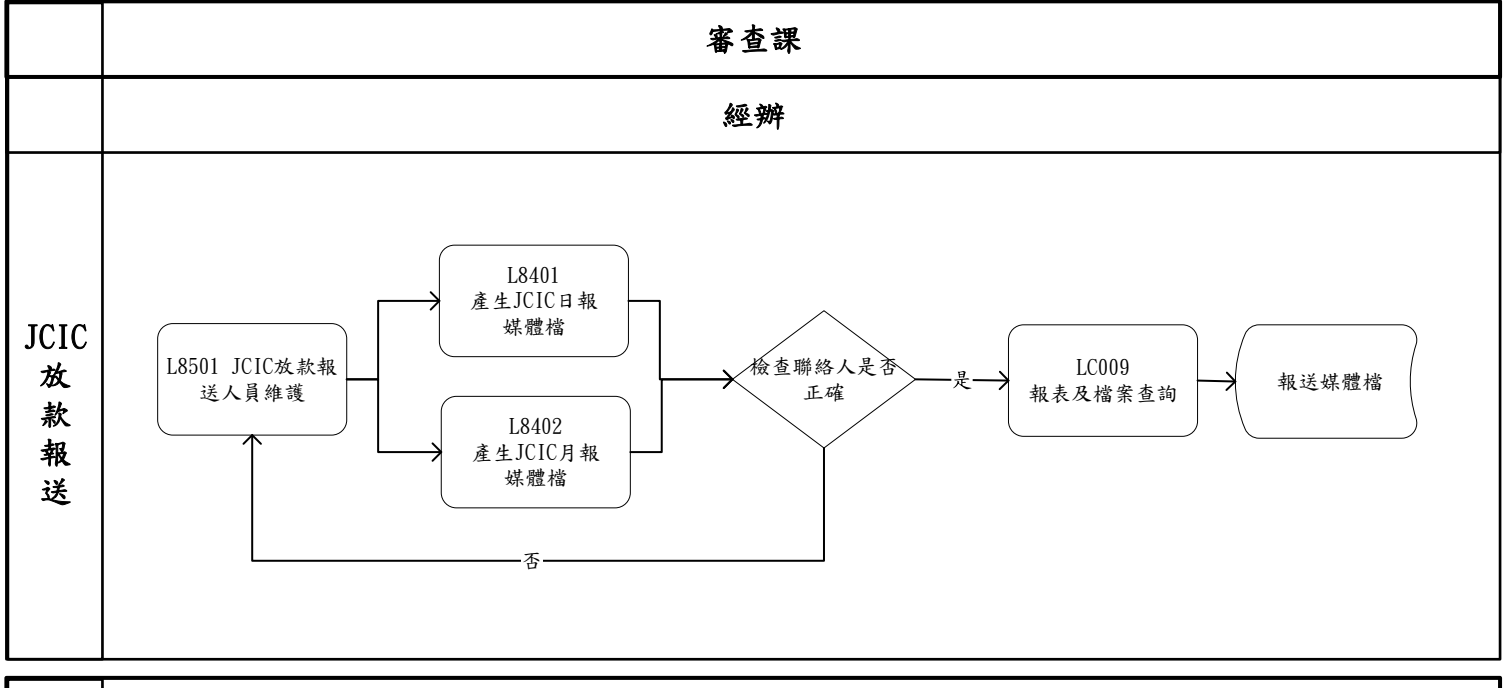 審查課
經辦
JCIC
放
款
報
送
L8501 JCIC放款報
送人員維護
L8401
產生JCIC日報
媒體檔
L8402
產生JCIC月報
媒體檔
檢查聯絡人是否
正確
是
否
LC009
報表及檔案查詢
報送媒體檔